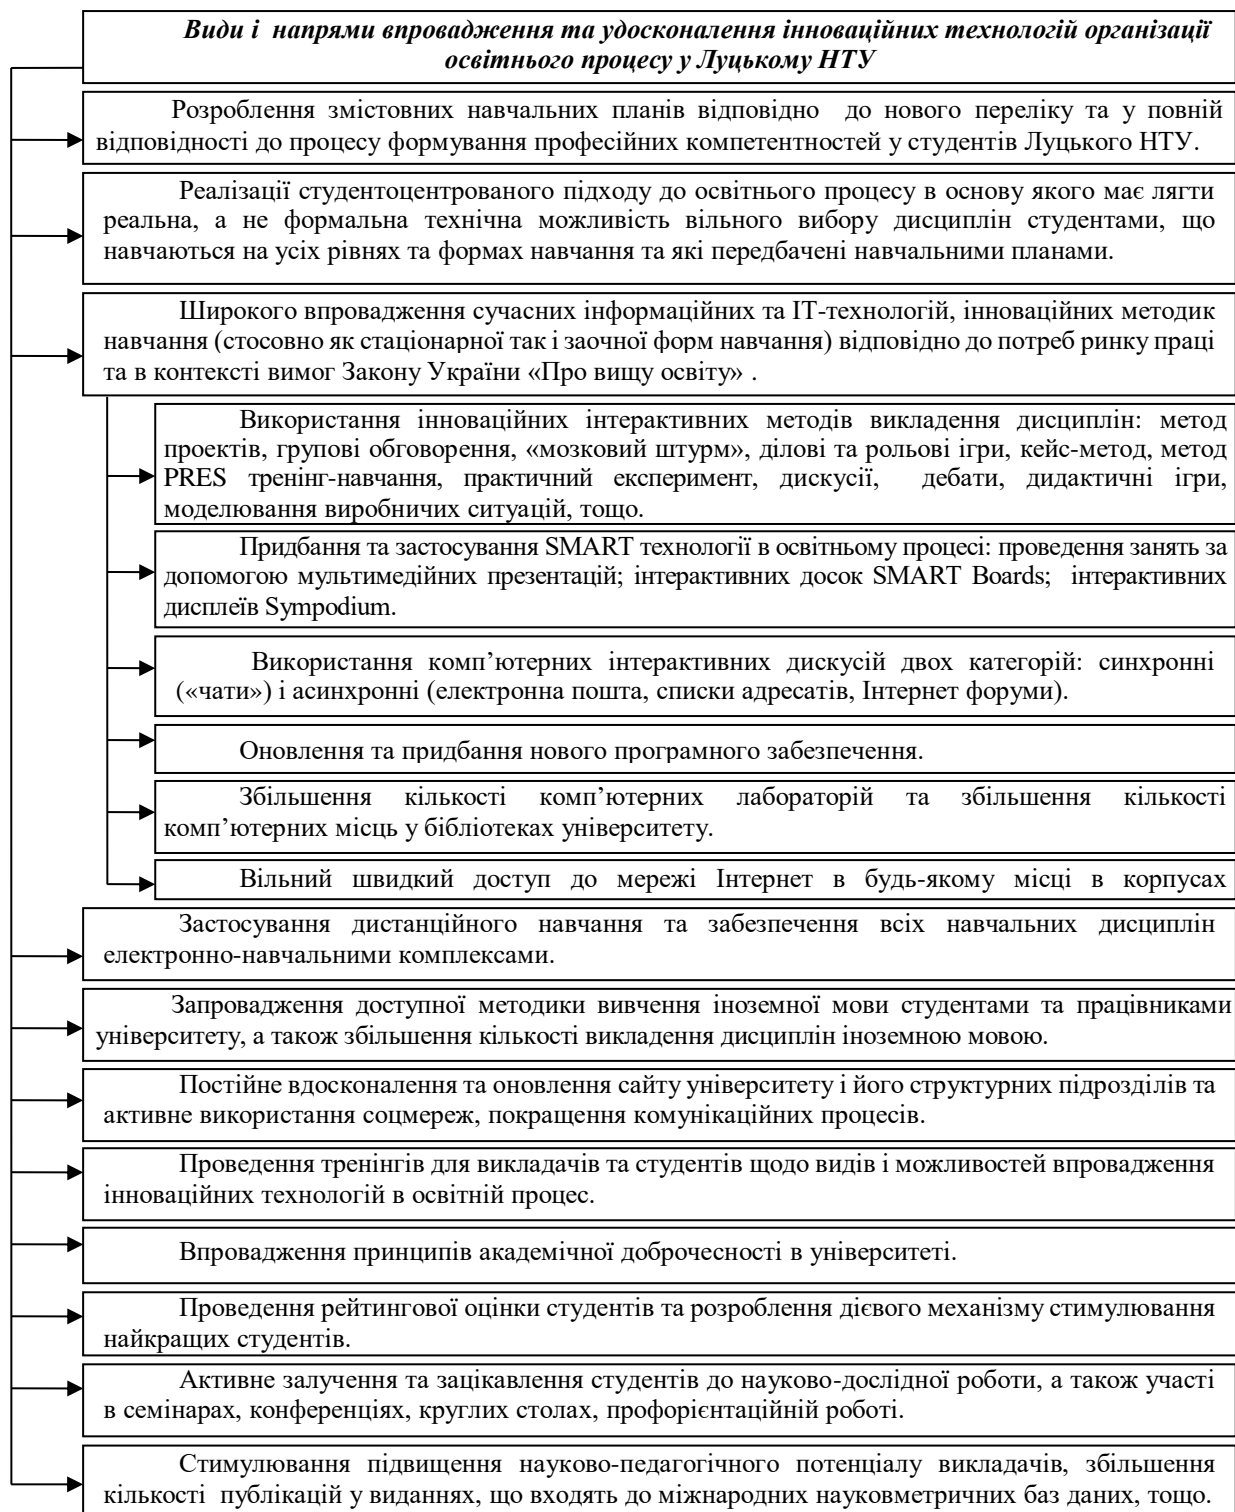 Види і напрями впровадження та удосконалення інноваційних технологій організації
освітнього процесу у Луцькому НТУ
Розроблення змістовних навчальних планів відповідно до нового переліку та у повній
відповідності до процесу формування професійних компетентностей у студентів Луцького НТУ.
Реалізації студентоцентрованого підходу до освітнього процесу в основу якого має лягти
реальна, а не формальна технічна можливість вільного вибору дисциплін студентами, що
навчаються на усіх рівнях та формах навчання та які передбачені навчальними планами.
Широкого впровадження сучасних інформаційних та ІТ-технологій, інноваційних методик
навчання (стосовно як стаціонарної так і заочної форм навчання) відповідно до потреб ринку праці
та в контексті вимог Закону України «Про вищу освіту» .
Використання інноваційних інтерактивних методів викладення дисциплін: метод
проектів, групові обговорення, «мозковий штурм», ділові та рольові ігри, кейс-метод, метод
PRES тренінг-навчання, практичний експеримент, дискусії, дебати, дидактичні ігри,
моделювання виробничих ситуацій, тощо.
Придбання та застосування SMART технології в освітньому процесі: проведення занять за
допомогою мультимедійних презентацій; інтерактивних досок SMART Boards; інтерактивних
дисплеїв Sympodium.
Використання комп’ютерних інтерактивних дискусій двох категорій: синхронні
(«чати») і асинхронні (електронна пошта, списки адресатів, Інтернет форуми).
Оновлення та придбання нового програмного забезпечення.
Збільшення кількості комп’ютерних лабораторій та збільшення кількості
комп’ютерних місць у бібліотеках університету.
Вільний швидкий доступ до мережі Інтернет в будь-якому місці в корпусах
Застосування дистанційного навчання та забезпечення всіх навчальних дисциплін
електронно-навчальними комплексами.
Запровадження доступної методики вивчення іноземної мови студентами та працівниками
університету, а також збільшення кількості викладення дисциплін іноземною мовою.
Постійне вдосконалення та оновлення сайту університету і його структурних підрозділів та
активне використання соцмереж, покращення комунікаційних процесів.
Проведення тренінгів для викладачів та студентів щодо видів і можливостей впровадження
інноваційних технологій в освітній процес.
Впровадження принципів академічної доброчесності в університеті.
Проведення рейтингової оцінки студентів та розроблення дієвого механізму стимулювання
найкращих студентів.
Активне залучення та зацікавлення студентів до науково-дослідної роботи, а також участі
в семінарах, конференціях, круглих столах, профорієнтаційній роботі.
Стимулювання підвищення науково-педагогічного потенціалу викладачів, збільшення
кількості публікацій у виданнях, що входять до міжнародних науковметричних баз даних, тощо.